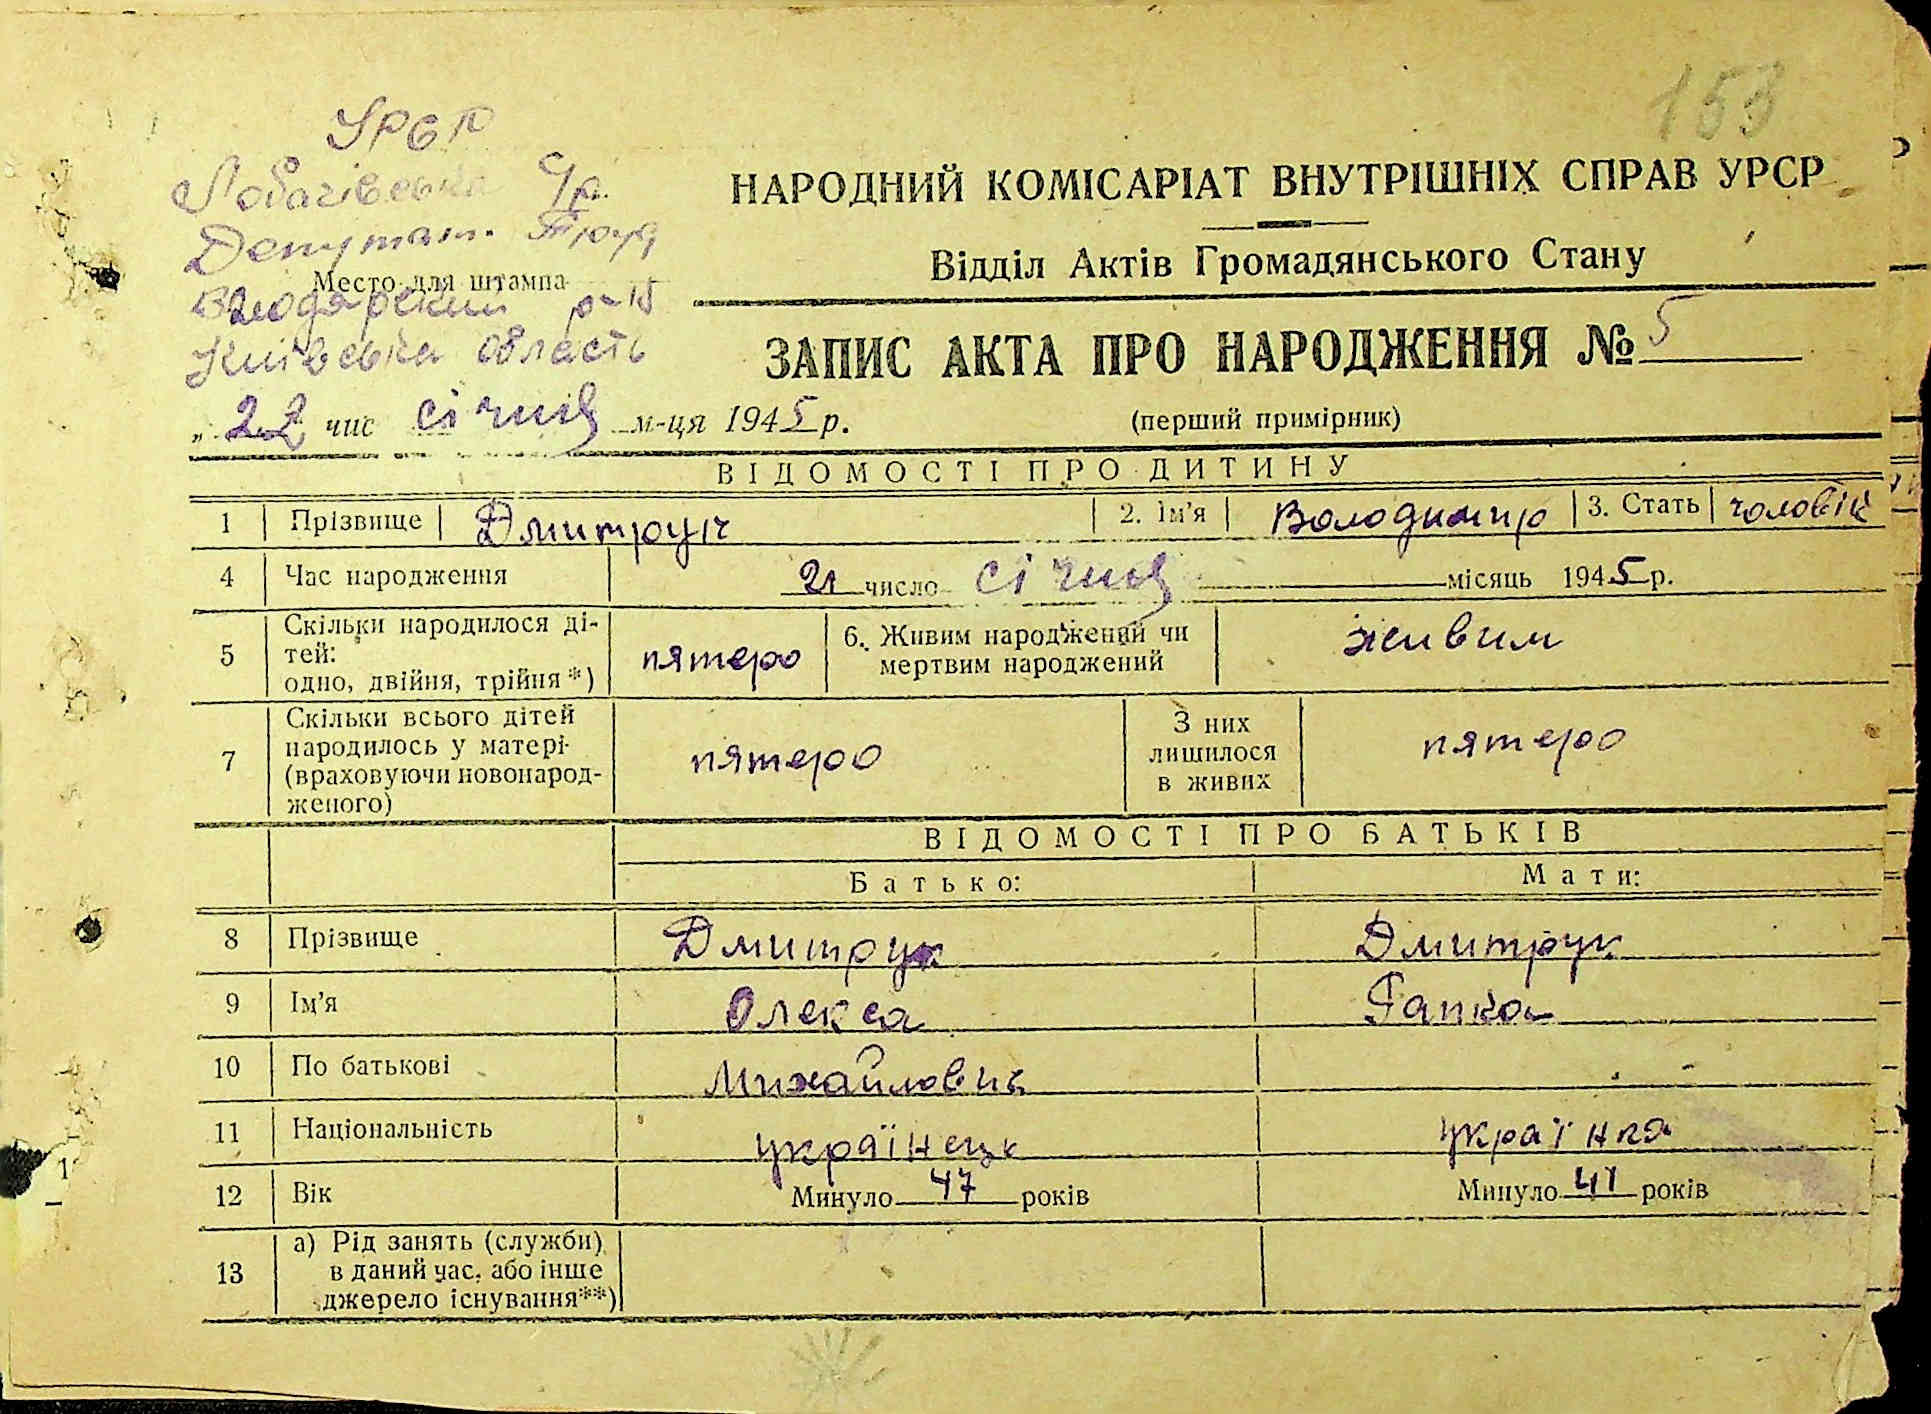 153
УРСР
Лобачівська
Депутат. Труд
Место для штампа
Володарський р-н
Київська область
НАРОДНИЙ КОМІСАРІАТ ВНУТРІШНІХ СПРАВ УРСР
Відділ Актів Громадянського Стану
ЗАПИС АКТА ПРО НАРОДЖЕННЯ № 5
„ 22 чис січня м-ця 1945 р.
(перший примірник)
ВІДОМОСТІ ПРО ДИТИНУ
1 Прізвище Дмитрук 2. Ім'я Володимир 3. Стать чоловік
4 Час народження 21 число січня місяць 1945 р.
5 Скільки народилося ді-
тей:
одно, двійня, трійня*) пятеро 6. Живим народжений чи
мертвим народжений живим
7 Скільки всього дітей
народилось у матері
(враховуючи новонарод-
женого) пятеро З них
лишилося
в живих пятеро
ВІДОМОСТІ ПРО БАТЬКІВ
Батько: Мати:
8 Прізвище Дмитрук Дмитрук
9 Ім'я Олекса Гапка
10 По батькові Михайлович
11 Національність українець українка
12 Вік Минуло 47 років Минуло 41 років
13 а) Рід занять (служби)
в даний час, або інше
джерело існування**)